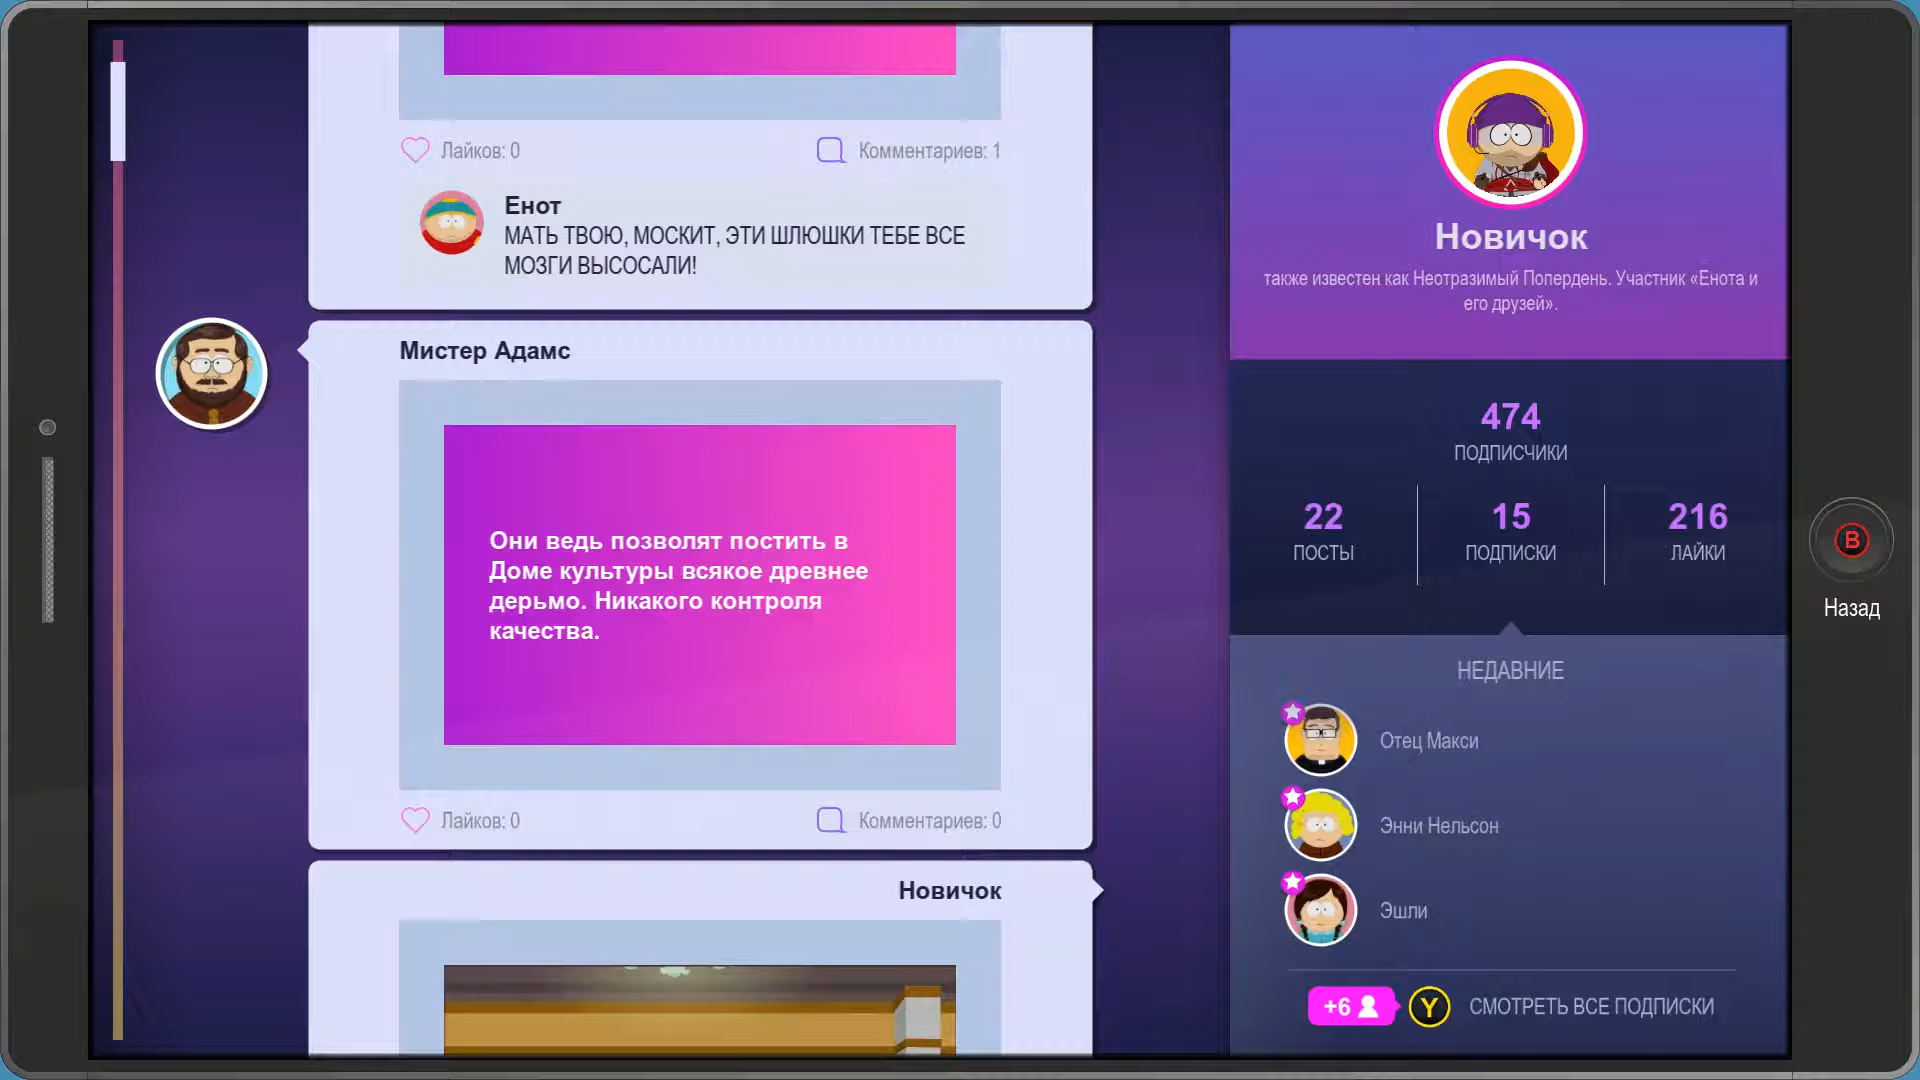 Лайков: 0
Комментариев: 1
Енот
МАТЬ ТВОЮ, МОСКИТ, ЭТИ ШЛЮШКИ ТЕБЕ ВСЕ
МОЗГИ ВЫСОСАЛИ!
Мистер Адамс
Они ведь позволят постить в
Доме культуры всякое древнее
дерьмо. Никакого контроля
качества.
Лайков: 0
Комментариев: 0
Новичок
Новичок
также известен как Неотразимый Попердень. Участник «Енота и
его друзей».
474
ПОДПИСЧИКИ
22
ПОСТЫ
15
ПОДПИСКИ
216
ЛАЙКИ
НЕДАВНИЕ
Отец Макси
Энни Нельсон
Эшли
+6
Y
СМОТРЕТЬ ВСЕ ПОДПИСКИ
B
Назад